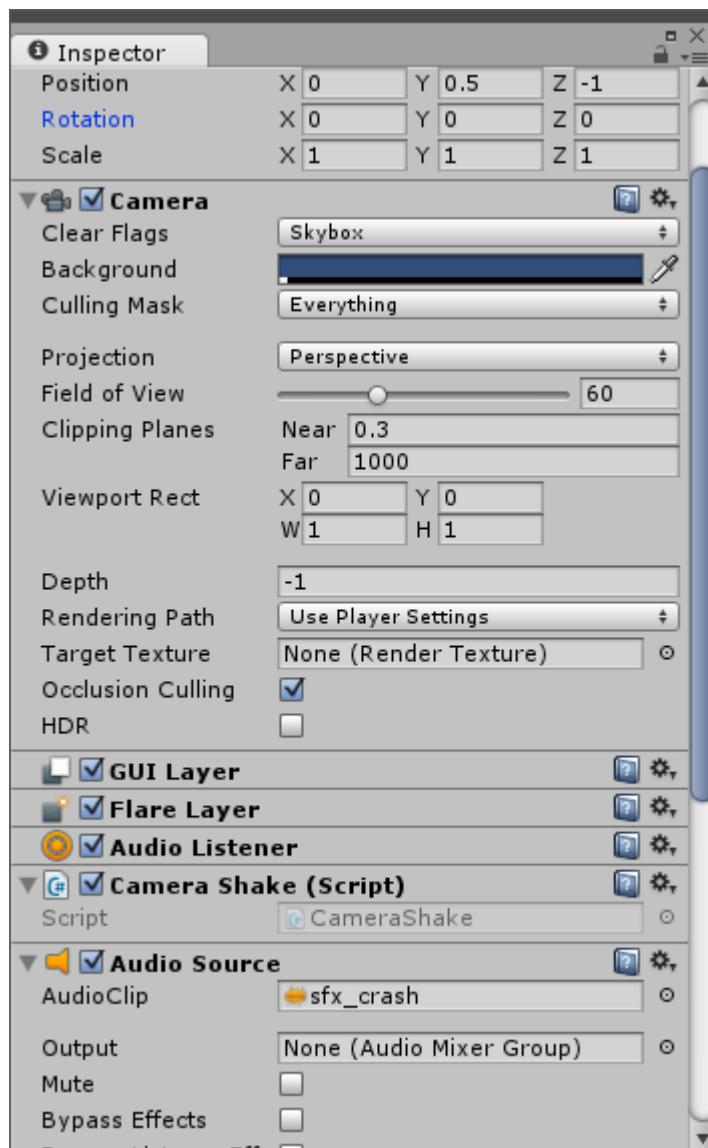 Inspector
Position X 0 Y 0.5 Z -1
Rotation X 0 Y 0 Z 0
Scale X 1 Y 1 Z 1
Camera
Clear Flags Skybox
Background
Culling Mask Everything
Projection Perspective
Field of View 60
Clipping Planes Near 0.3
Far 1000
Viewport Rect X 0 Y 0
W 1 H 1
Depth -1
Rendering Path Use Player Settings
Target Texture None (Render Texture)
Occlusion Culling
HDR
GUI Layer
Flare Layer
Audio Listener
C# Camera Shake (Script)
Script CameraShake
Audio Source
AudioClip sfx_crash
Output None (Audio Mixer Group)
Mute
Bypass Effects